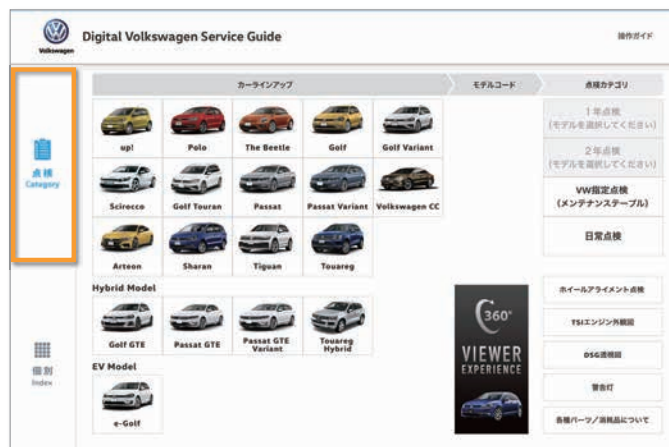 Volkswagen
Digital Volkswagen Service Guide
操作ガイド
カーラインアップ
モデルコード
点検カテゴリ
点検
Category
個別
Index
up!
Polo
The Beetle
Golf
Golf Variant
Scirocco
Golf Touran
Passat
Passat Variant
Volkswagen CC
Arteon
Sharan
Tiguan
Touareg
Hybrid Model
Golf GTE
Passat GTE
Passat GTE
Variant
Touareg
Hybrid
EV Model
e-Golf
360°
VIEWER
EXPERIENCE
1年点検
(モデルを選択してください)
2年点検
(モデルを選択してください)
VW指定点検
(メンテナンステーブル)
日常点検
ホイールアライメント点検
TSIエンジン外観図
DSG透視図
警告灯
各種パーツ／消耗品について